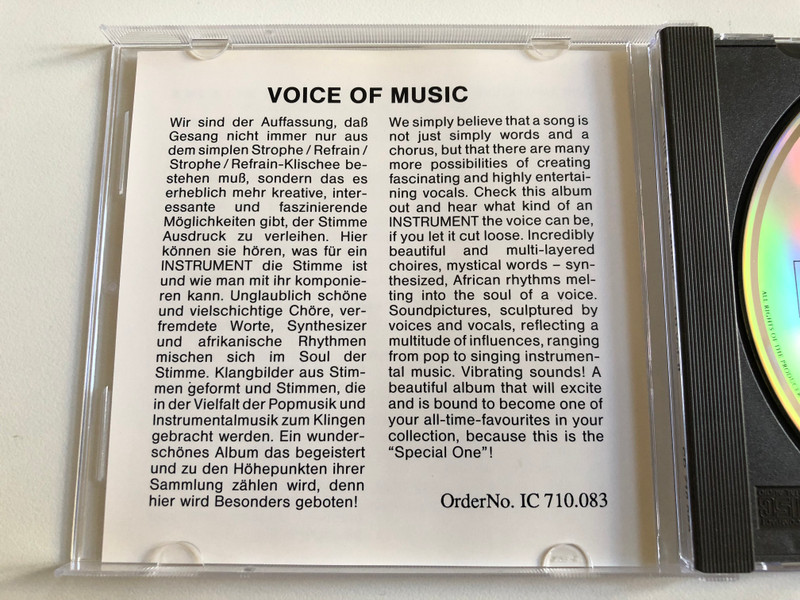 VOICE OF MUSIC
Wir sind der Auffassung, daß
Gesang nicht immer nur aus
dem simplen Strophe / Refrain /
Strophe / Refrain-Klischee be-
stehen muß, sondern das es
erheblich mehr kreative, inter-
essante und faszinierende
Möglichkeiten gibt, der Stimme
Ausdruck zu verleihen. Hier
können sie hören, was für ein
INSTRUMENT die Stimme ist
und wie man mit ihr komponie-
ren kann. Unglaublich schöne
und vielschichtige Chöre, ver-
fremdete Worte, Synthesizer
und afrikanische Rhythmen
mischen sich im Soul der
Stimme. Klangbilder aus Stim-
men geformt und Stimmen, die
in der Vielfalt der Popmusik und
Instrumentalmusik zum Klingen
gebracht werden. Ein wunder-
schönes Album das begeistert
und zu den Höhepunkten ihrer
Sammlung zählen wird, denn
hier wird Besonders geboten!
We simply believe that a song is
not just simply words and a
chorus, but that there are many
more possibilities of creating
fascinating and highly entertai-
ning vocals. Check this album
out and hear what kind of an
INSTRUMENT the voice can be,
if you let it cut loose. Incredibly
beautiful and multi-layered
choires, mystical words – syn-
thesized, African rhythms mel-
ting into the soul of a voice.
Soundpictures, sculptured by
voices and vocals, reflecting a
multitude of influences, ranging
from pop to singing instrumen-
tal music. Vibrating sounds! A
beautiful album that will excite
and is bound to become one of
your all-time-favourites in your
collection, because this is the
“Special One”!
OrderNo. IC 710.083
ALL RIGHTS OF THE PRODUCER